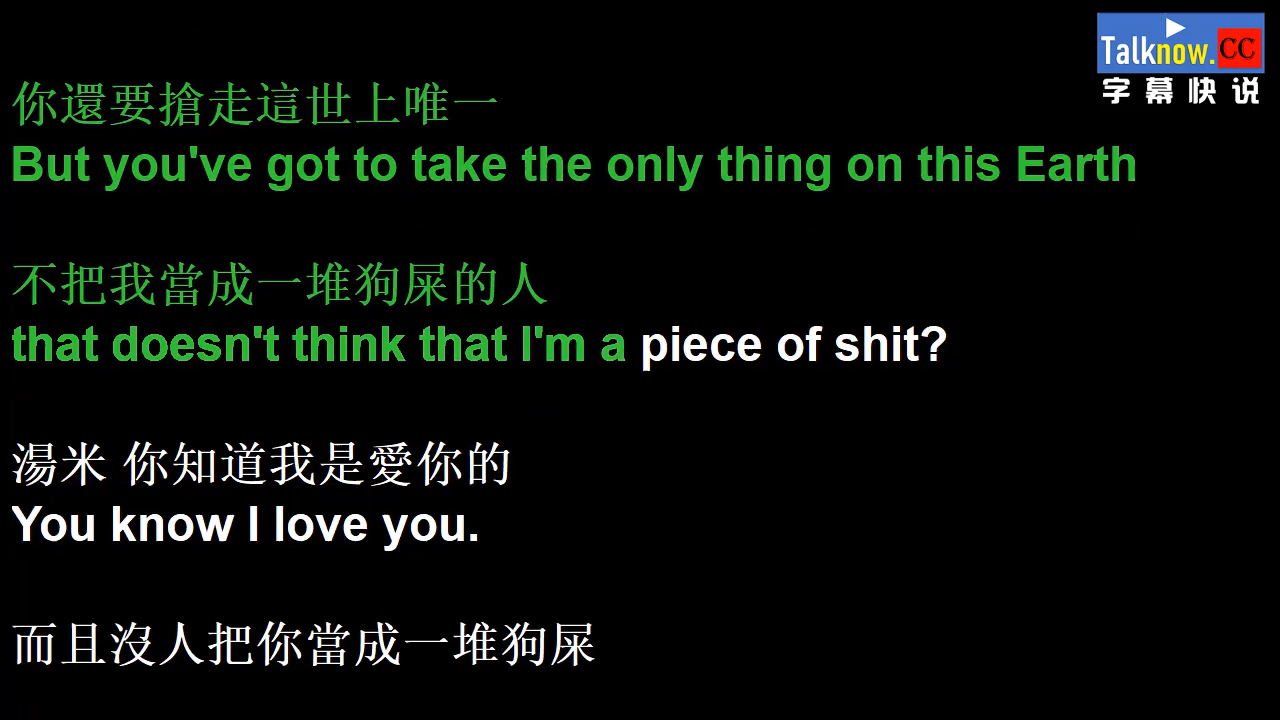 Talknow.CC
字幕快说
你還要搶走這世上唯一
But you've got to take the only thing on this Earth
不把我當成一堆狗屎的人
that doesn't think that I'm a piece of shit?
湯米 你知道我是愛你的
You know I love you.
而且沒人把你當成一堆狗屎